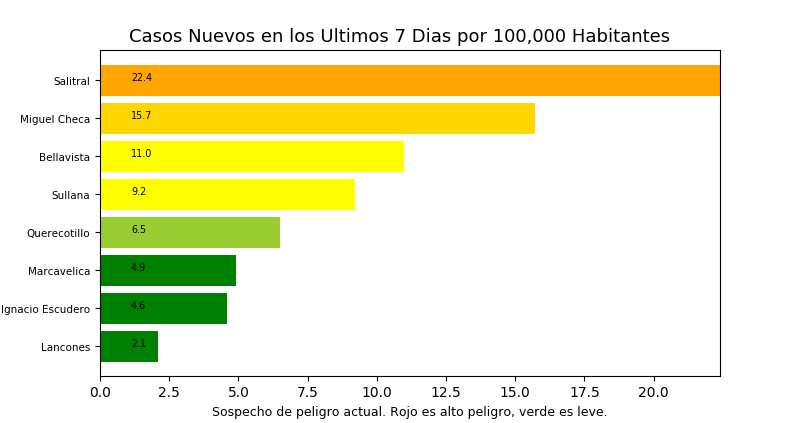 Casos Nuevos en los Ultimos 7 Dias por 100,000 Habitantes
Salitral 22.4
Miguel Checa 15.7
Bellavista 11.0
Sullana 9.2
Querecotillo 6.5
Marcavelica 4.9
Ignacio Escudero 4.6
Lancones 2.1
0.0 2.5 5.0 7.5 10.0 12.5 15.0 17.5 20.0
Sospecho de peligro actual. Rojo es alto peligro, verde es leve.